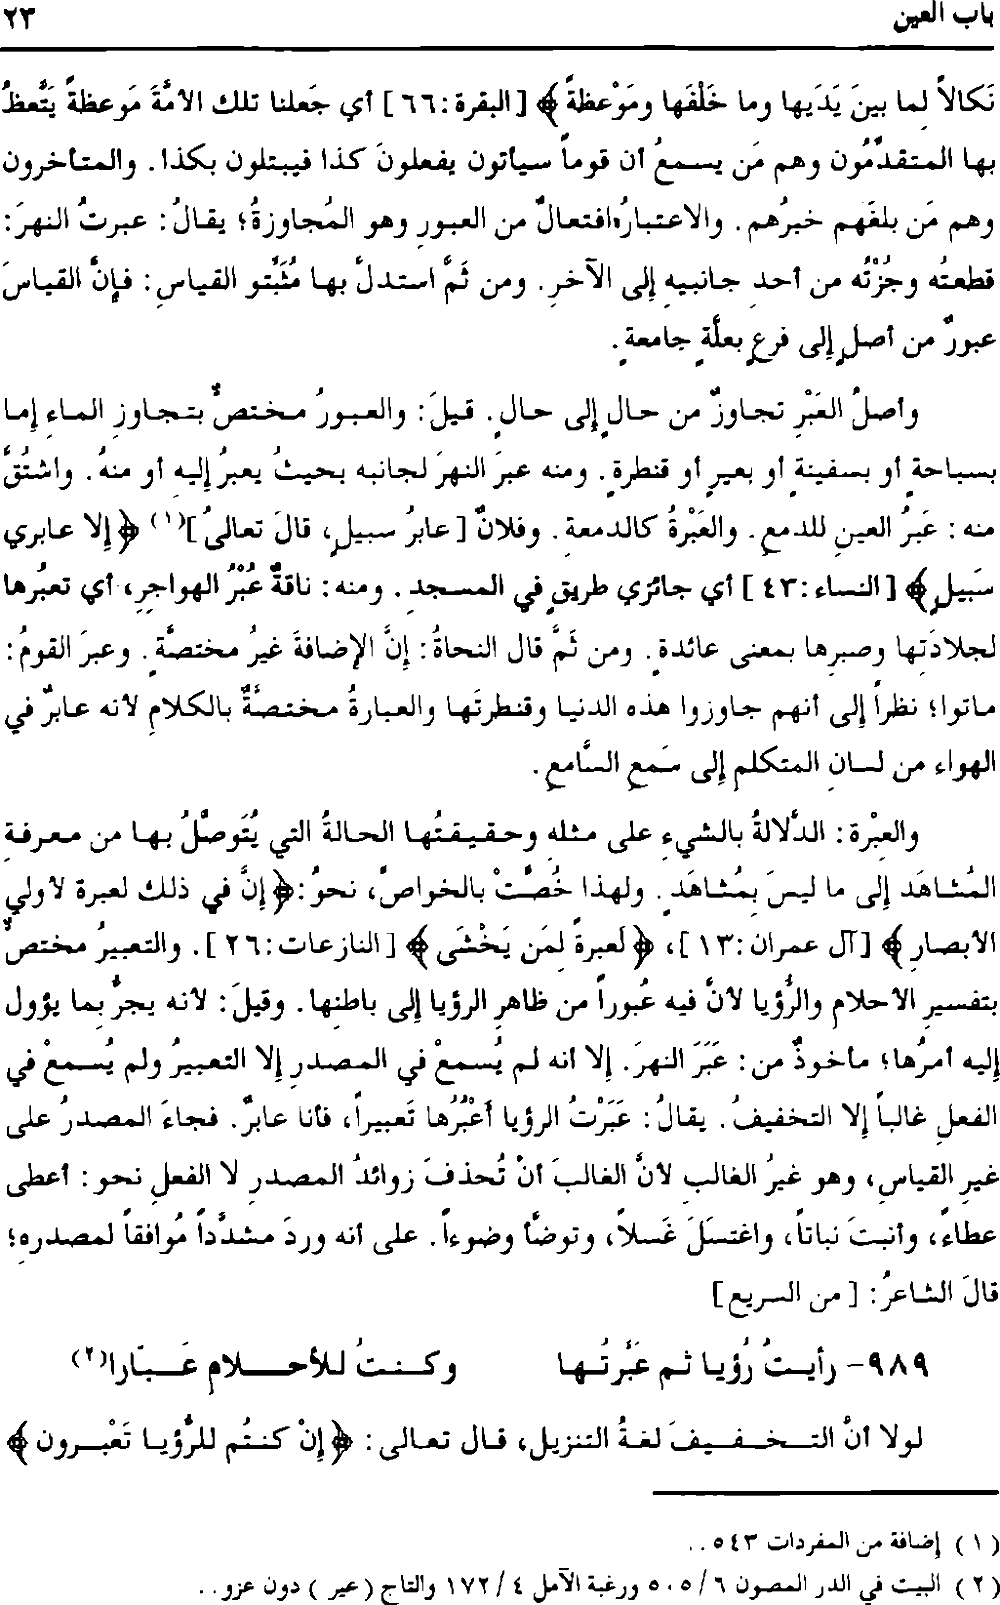 باب العين ٢٣
نَكالاً لِما بينَ يَدَيها وما خَلْفَها ومَوْعظةً﴾ [البقرة:٦٦] أي جَعلنا تلك الأمَّةَ مَوعظةً يَتَّعظُ
بها المتقدِّمُون وهم مَن يسمعُ أن قوماً سيأتون يفعلونَ كذا فيبتلون بكذا. والمتأخرون
وهم مَن بلغَهم خبرُهم. والاعتبارُ؛افتعالٌ من العبورِ وهو المُجاوزةُ؛ يقالُ: عبرتُ النهرَ:
قطعتُه وجُزْتُه من أحدِ جانبيهِ إلى الآخرِ. ومن ثَمَّ استدلَّ بها مُثَبِّتو القياسِ: فإنَّ القياسَ
عبورٌ من أصلٍ إلى فرعٍ بعلَّةٍ جامعةٍ.
وأصلُ العَبْرِ تجاوزٌ من حالٍ إلى حالٍ. قيلَ: والعبورُ مختصٌّ بتجاوزِ الماءِ إما
بسباحةٍ أو بسفينةٍ أو بعيرٍ أو قنطرةٍ. ومنه عبرَ النهرَ لجانبه بحيثُ يعبرُ إليهِ أو منهُ. واشتُقَّ
منه: عَبرُ العينِ للدمعِ. والعَبْرةُ كالدمعةِ. وفلانٌ [عابرُ سبيلٍ، قالَ تعالىُ](١) ﴿إلا عابري
سَبيلٍ﴾ [النساء:٤٣] أي جائزي طريقٍ في المسجدِ. ومنه: ناقةٌ عُبْرُ الهواجرِ، أي تعبُرها
لجلادَتِها وصبرِها بمعنى عائدةٍ. ومن ثَمَّ قال النحاةُ: إنَّ الإضافةَ غيرُ مختصَّةٍ. وعبرَ القومُ:
ماتوا؛ نظراً إلى أنهم جاوزوا هذه الدنيا وقنطرتَها والعبارةُ مختصَّةٌ بالكلامِ لأنه عابرٌ في
الهواء من لسانِ المتكلمِ إلى سَمعِ السَّامعِ.
والعِبْرة: الدَّلالةُ بالشيءِ على مثله وحقيقتُها الحالةُ التي يُتَوصَّلُ بها من معرفةِ
المُشاهَد إلى ما ليسَ بِمُشاهَدٍ. ولهذا خُصَّتْ بالخواصِّ، نحوُ:﴿إنَّ في ذلك لعبرة لأولي
الأبصارِ﴾ [آل عمران:١٣]، ﴿لَعبرةً لِمَن يَخْشَى﴾ [النازعات:٢٦]. والتعبيرُ مختصٌّ
بتفسيرِ الأحلام والرُّؤيا لأنَّ فيه عُبوراً من ظاهرِ الرؤيا إلى باطنِها. وقيلَ: لأنه يجرُّ بما يؤول
إليه أمرُها؛ مأخوذٌ من: عَبَرَ النهرَ. إلا أنه لم يُسمعْ في المصدرِ إلا التعبيرُ ولم يُسمعْ في
الفعلِ غالباً إلا التخفيفُ. يقالُ: عَبَرْتُ الرؤيا أَعْبُرُها تَعبيراً، فأنا عابرٌ. فجاءَ المصدرُ على
غيرِ القياسِ، وهو غيرُ الغالبِ لأنَّ الغالبَ أنْ تُحذفَ زوائدُ المصدرِ لا الفعلِ نحو: أعطى
عطاءً، وأنبتَ نباتاً، واغتسَلَ غَسلاً، وتوضَّأ وضوءاً. على أنه وردَ مشدَّداً مُوافقاً لمصدرهِ؛
قالَ الشاعرُ: [من السريع]
٩٨٩- رأيتُ رُؤيا ثم عَبَّرتُها وكنتُ للأحلامِ عَبّارا(٢)
لولا أنَّ التخفيفَ لغةُ التنزيل، قال تعالى: ﴿إنْ كنتُم للرُّؤيا تَعْبرون﴾
(١) إضافة من المفردات ٥٤٣..
(٢) البيت في الدر المصون ٥٠٥/٦ ورغبة الآمل ١٧٢/٤ والتاج (عبر) دون عزو..